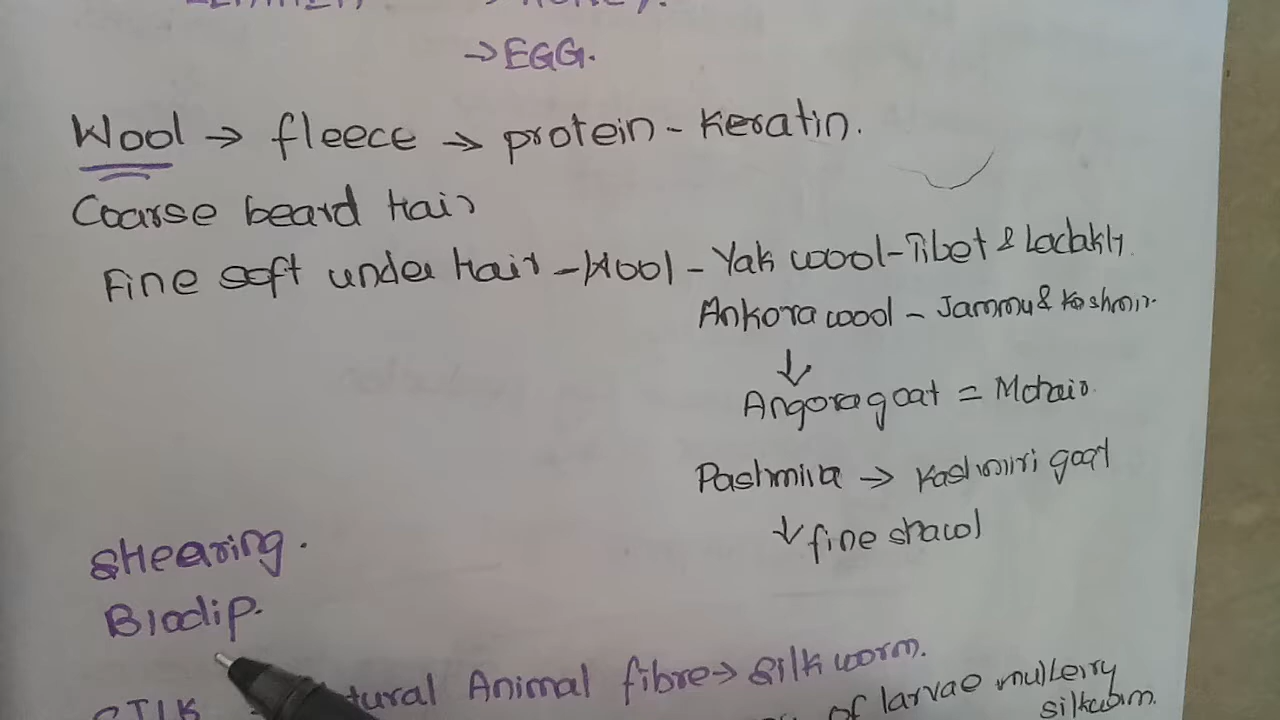 → EGG.
Wool → fleece → protein - Keratin.
Coarse beard Hair
Fine soft under Hair - Wool - Yak wool - Tibet & Ladakh
Ankora wool - Jammu & Kashmir.
↓
Angora goat = Mohair.
Pashmina → Kashmiri goat
↓ fine shawl
SHearing.
Biodip.
Animal fibre → Silk worm.
of larvae mulberry
silkworm.